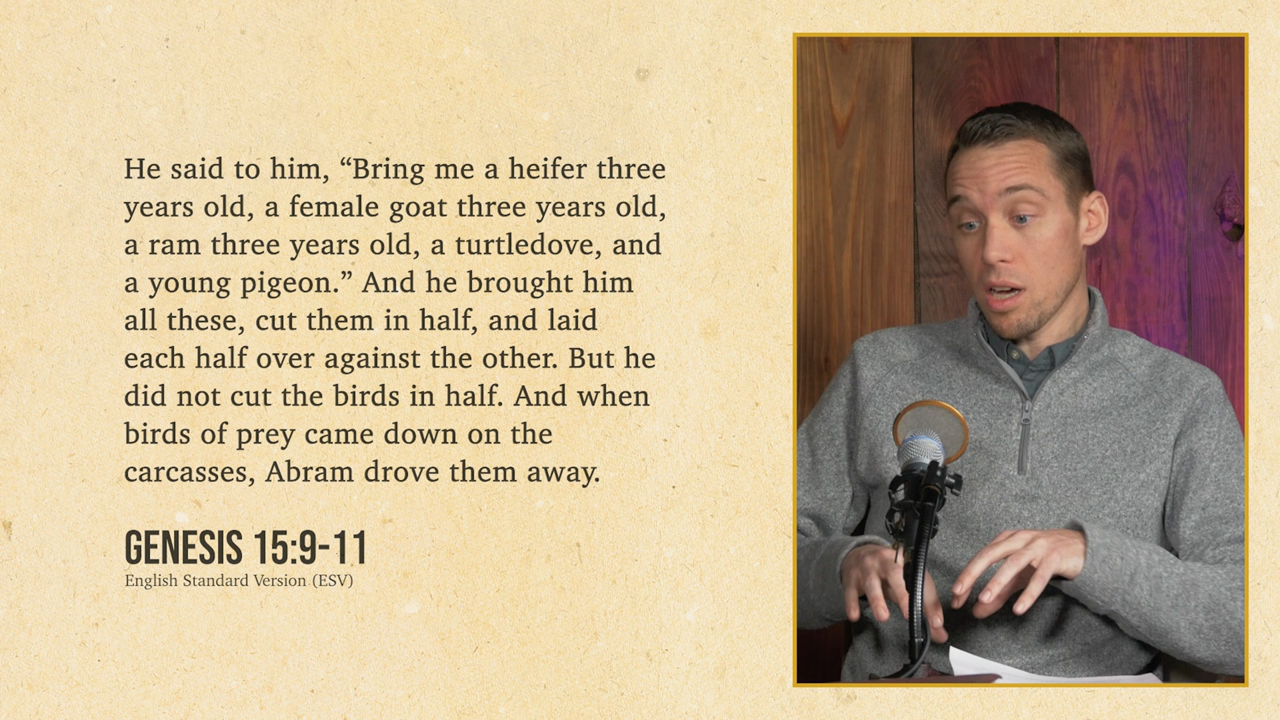 He said to him, “Bring me a heifer three
years old, a female goat three years old,
a ram three years old, a turtledove, and
a young pigeon.” And he brought him
all these, cut them in half, and laid
each half over against the other. But he
did not cut the birds in half. And when
birds of prey came down on the
carcasses, Abram drove them away.
GENESIS 15:9-11
English Standard Version (ESV)